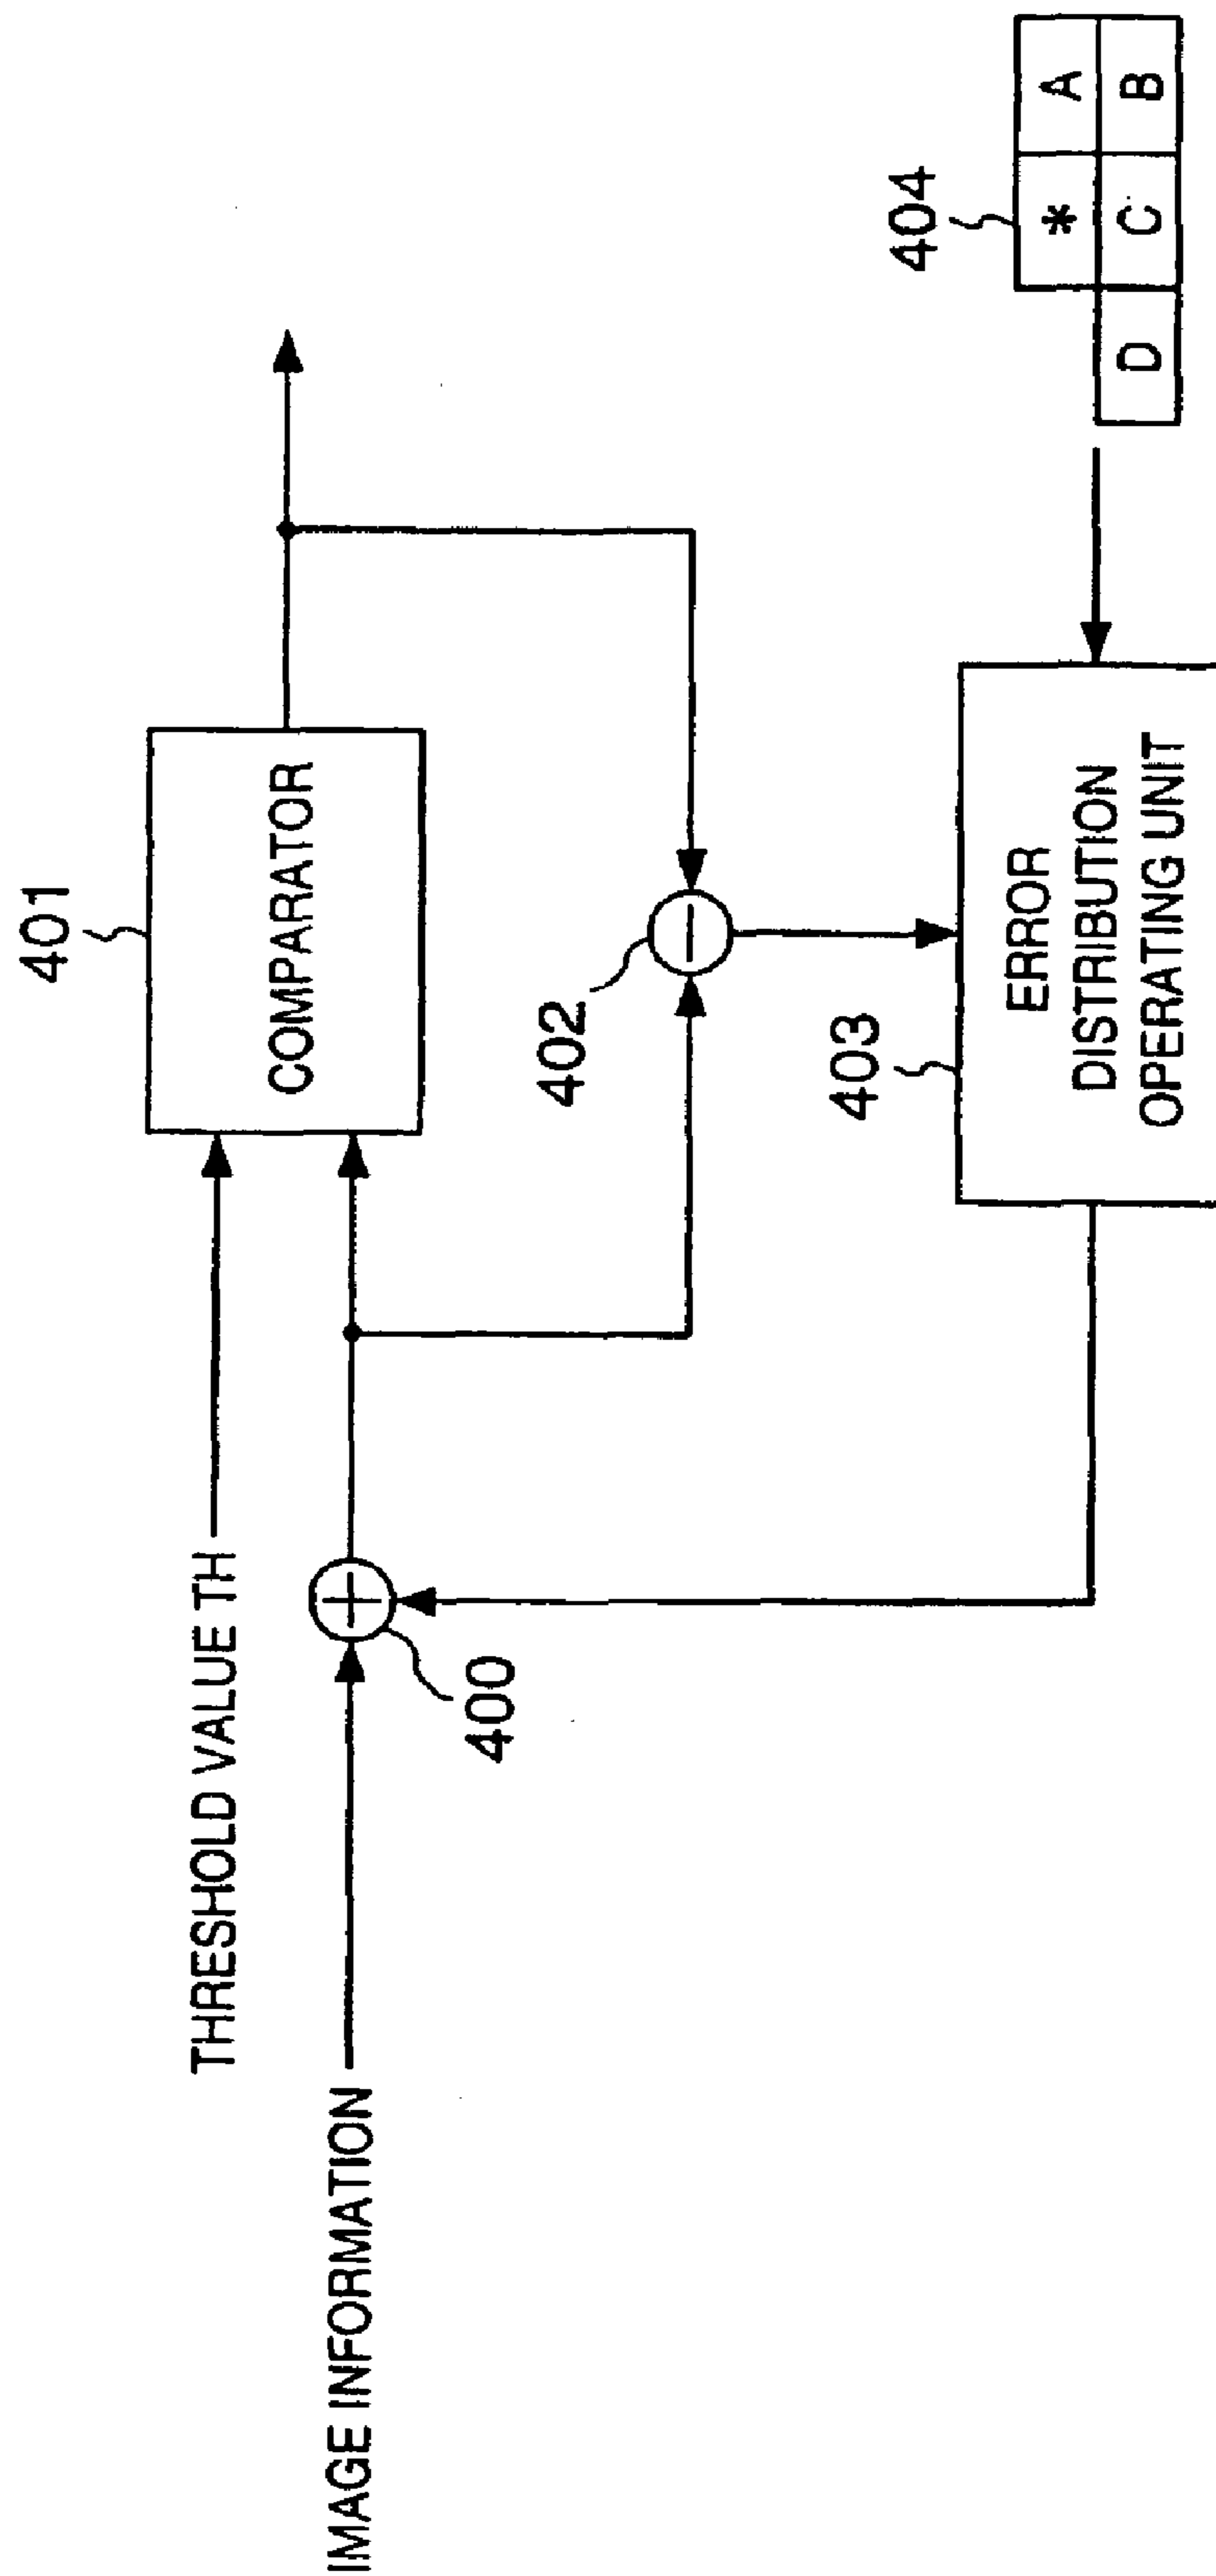 401
THRESHOLD VALUE TH
COMPARATOR
IMAGE INFORMATION
400
402
403
ERROR
DISTRIBUTION
OPERATING UNIT
404
* A
D C B